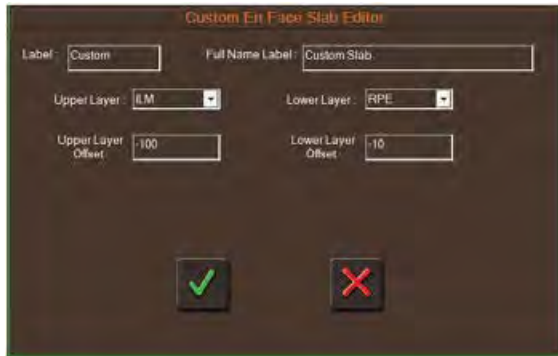 Custom En Face Slab Editor
Label : Custom Full Name Label : Custom Slab
Upper Layer : ILM Lower Layer : RPE
Upper Layer Offset -100 Lower Layer Offset -10